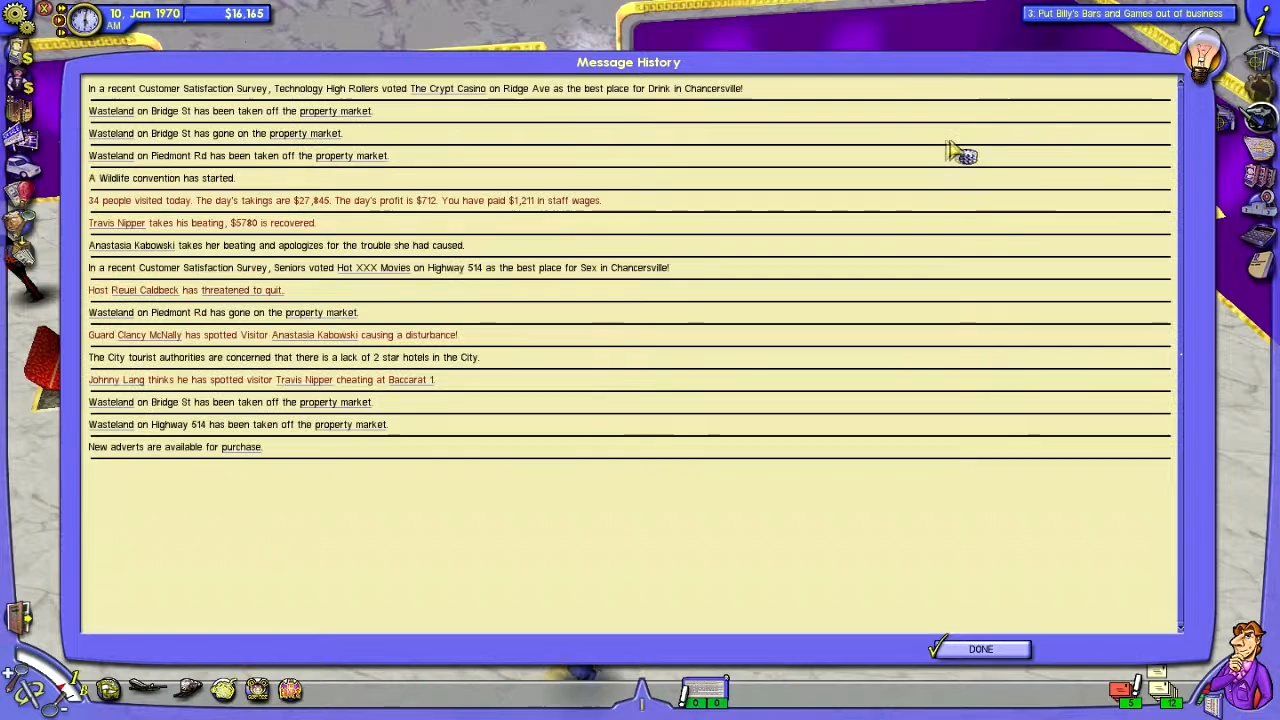 10, Jan 1970
AM
$16,165
3: Put Billy's Bars and Games out of business
Message History
In a recent Customer Satisfaction Survey, Technology High Rollers voted The Crypt Casino on Ridge Ave as the best place for Drink in Chancersville!
Wasteland on Bridge St has been taken off the property market.
Wasteland on Bridge St has gone on the property market.
Wasteland on Piedmont Rd has been taken off the property market.
A Wildlife convention has started.
34 people visited today. The day's takings are $27,845. The day's profit is $712. You have paid $1,211 in staff wages.
Travis Nipper takes his beating, $5780 is recovered.
Anastasia Kabowski takes her beating and apologizes for the trouble she had caused.
In a recent Customer Satisfaction Survey, Seniors voted Hot XXX Movies on Highway 514 as the best place for Sex in Chancersville!
Host Reuel Caldbeck has threatened to quit.
Wasteland on Piedmont Rd has gone on the property market.
Guard Clancy McNally has spotted Visitor Anastasia Kabowski causing a disturbance!
The City tourist authorities are concerned that there is a lack of 2 star hotels in the City.
Johnny Lang thinks he has spotted visitor Travis Nipper cheating at Baccarat 1.
Wasteland on Bridge St has been taken off the property market.
Wasteland on Highway 514 has been taken off the property market.
New adverts are available for purchase.
DONE
0 0
5 12